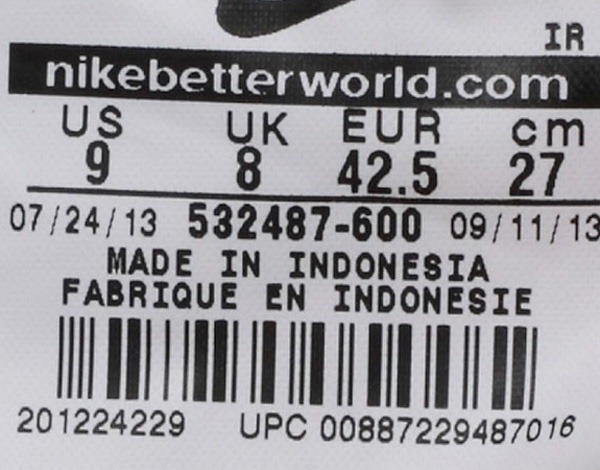 IR
nikebetterworld.com
US UK EUR cm
9 8 42.5 27
07/24/13 532487-600 09/11/13
MADE IN INDONESIA
FABRIQUE EN INDONESIE
201224229 UPC 00887229487016